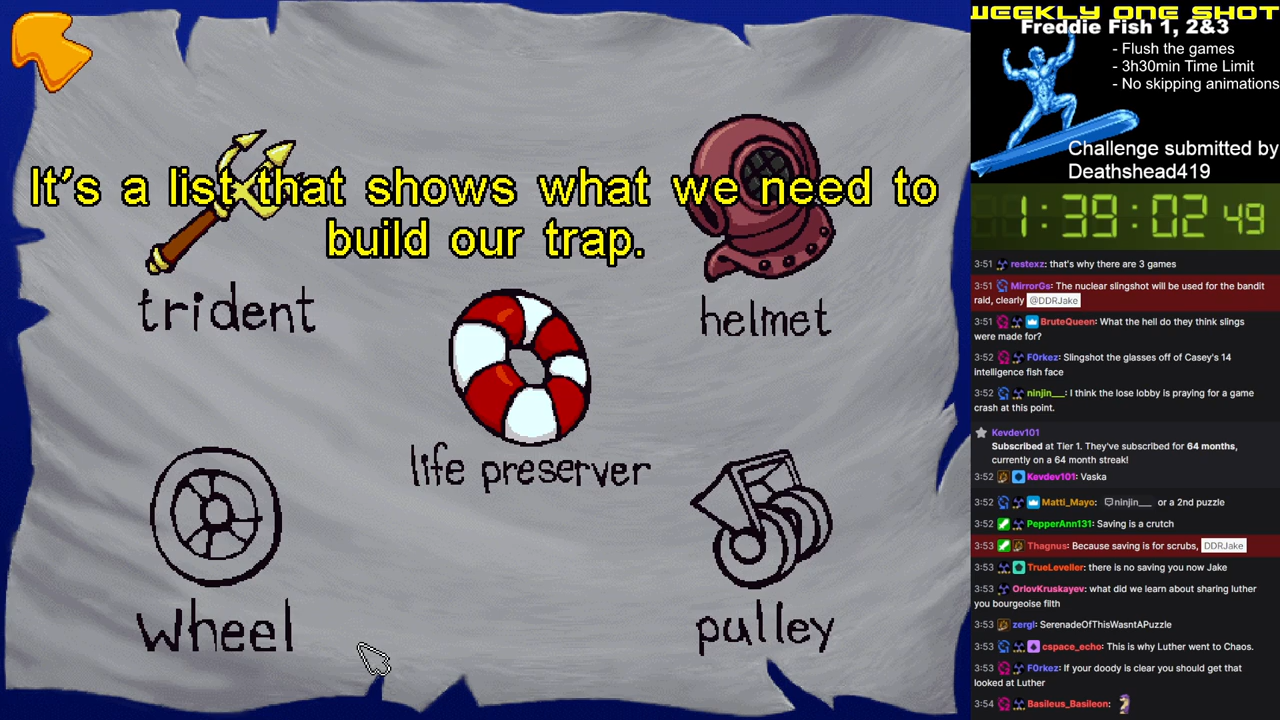 It's a list that shows what we need to
build our trap.
trident
helmet
life preserver
wheel
pulley
WEEKLY ONE SHOT
Freddie Fish 1, 2&3
- Flush the games
- 3h30min Time Limit
- No skipping animations
Challenge submitted by
Deathshead419
1:39:02 49
3:51 restexz: that's why there are 3 games
3:51 MirrorGs: The nuclear slingshot will be used for the bandit
raid, clearly @DDRJake
3:51 BruteQueen: What the hell do they think slings
were made for?
3:52 F0rkez: Slingshot the glasses off of Casey's 14
intelligence fish face
3:52 ninjin___: I think the lose lobby is praying for a game
crash at this point.
Kevdev101
Subscribed at Tier 1. They've subscribed for 64 months,
currently on a 64 month streak!
3:52 Kevdev101: Vaska
3:52 Matti_Mayo: ninjin___ or a 2nd puzzle
3:52 PepperAnn131: Saving is a crutch
3:53 Thagnus: Because saving is for scrubs, DDRJake
3:53 TrueLeveller: there is no saving you now Jake
3:53 OrlovKruskayev: what did we learn about sharing luther
you bourgeoise filth
3:53 zergl: SerenadeOfThisWasntAPuzzle
3:53 cspace_echo: This is why Luther went to Chaos.
3:53 F0rkez: If your doody is clear you should get that
looked at Luther
3:54 Basileus_Basileon: